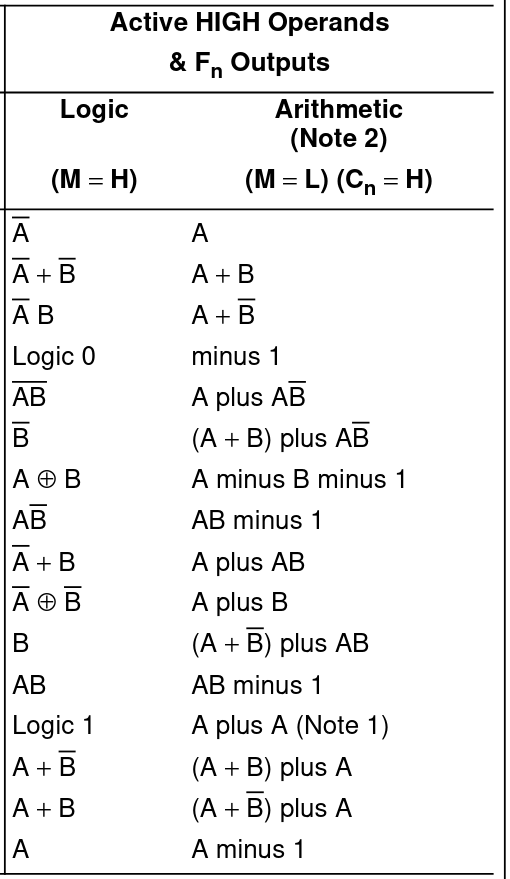 Active HIGH Operands
& Fn Outputs
Logic Arithmetic
(Note 2)
(M = H) (M = L) (Cn = H)
A̅ A
A̅ + B̅ A + B
A̅ B A + B̅
Logic 0 minus 1
A̅B̅ A plus AB̅
B̅ (A + B) plus AB̅
A ⊕ B A minus B minus 1
AB̅ AB minus 1
A̅ + B A plus AB
A̅ ⊕ B̅ A plus B
B (A + B̅) plus AB
AB AB minus 1
Logic 1 A plus A (Note 1)
A + B̅ (A + B) plus A
A + B (A + B̅) plus A
A A minus 1